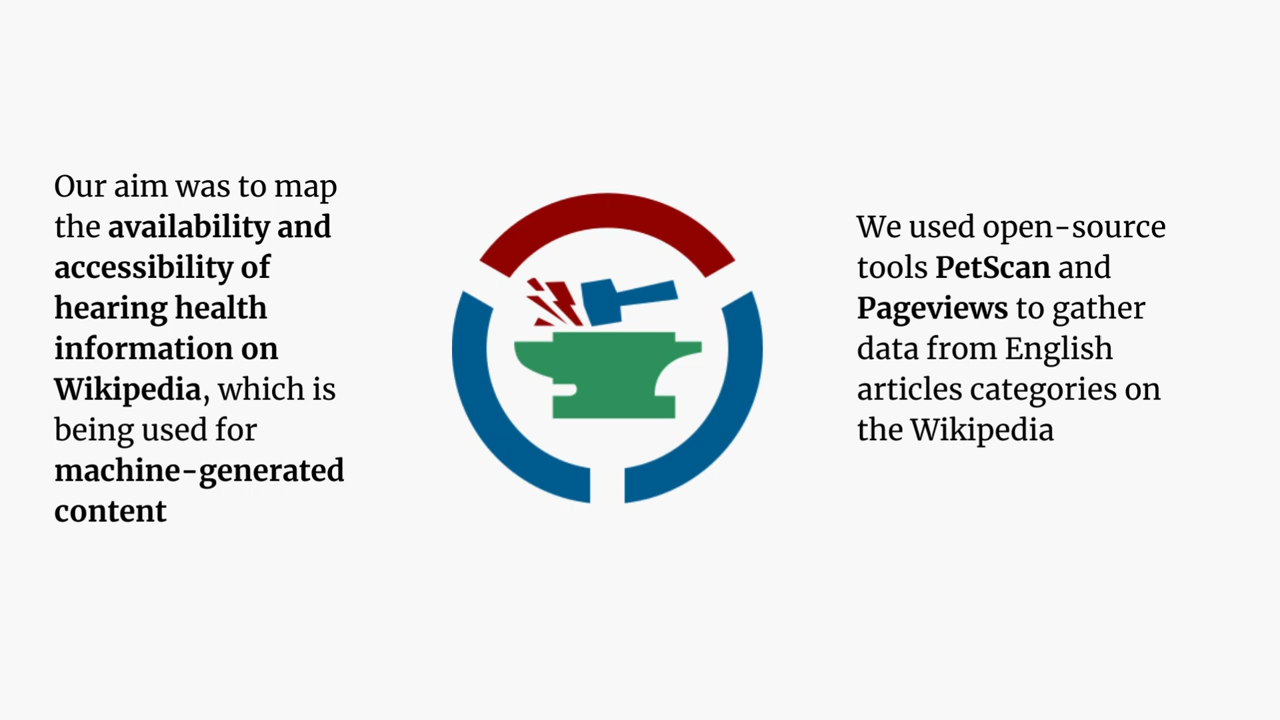 Our aim was to map
the availability and
accessibility of
hearing health
information on
Wikipedia, which is
being used for
machine-generated
content
We used open-source
tools PetScan and
Pageviews to gather
data from English
articles categories on
the Wikipedia